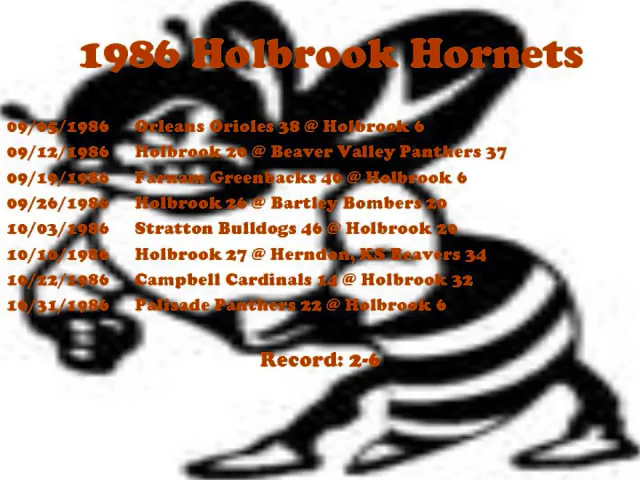 1986 Holbrook Hornets
09/05/1986 Orleans Orioles 38 @ Holbrook 6
09/12/1986 Holbrook 20 @ Beaver Valley Panthers 37
09/19/1986 Farnam Greenbacks 40 @ Holbrook 6
09/26/1986 Holbrook 26 @ Bartley Bombers 20
10/03/1986 Stratton Bulldogs 46 @ Holbrook 20
10/10/1986 Holbrook 27 @ Herndon, KS Beavers 34
10/22/1986 Campbell Cardinals 14 @ Holbrook 32
10/31/1986 Palisade Panthers 22 @ Holbrook 6
Record: 2-6